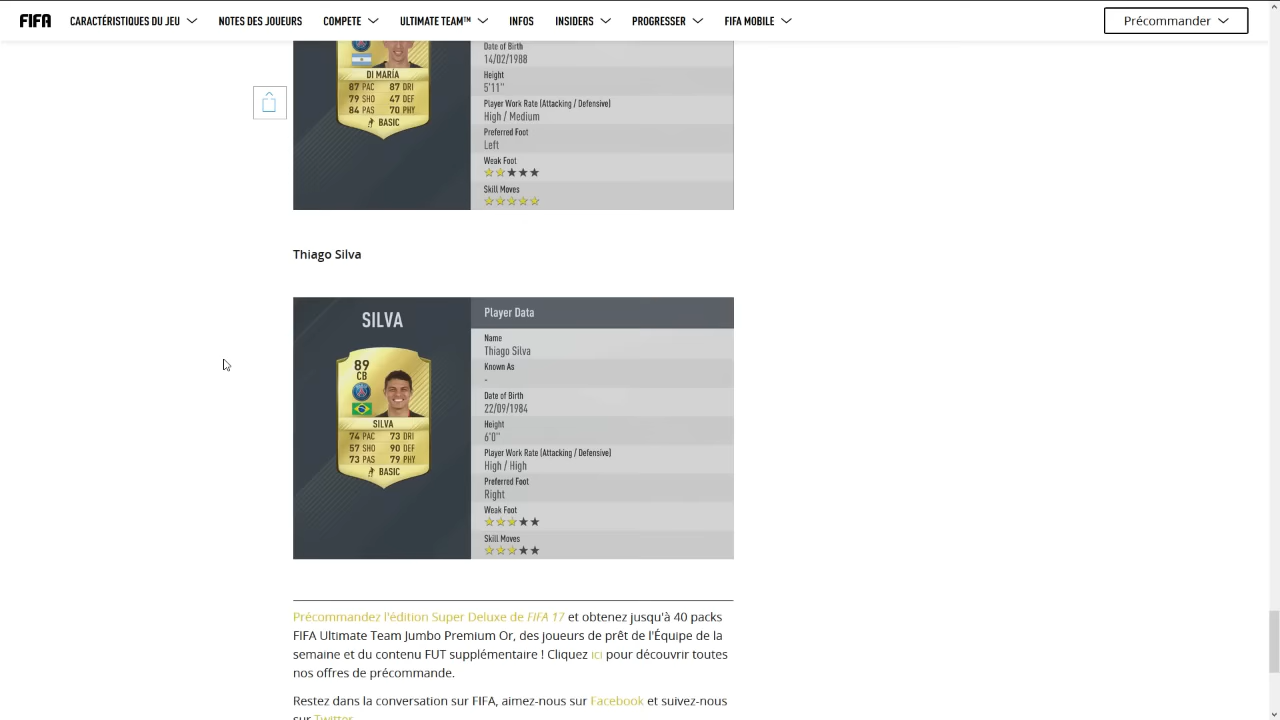 FIFA CARACTÉRISTIQUES DU JEU NOTES DES JOUEURS COMPETE ULTIMATE TEAM™ INFOS INSIDERS PROGRESSER FIFA MOBILE Précommander
DI MARÍA
87 PAC 87 DRI
79 SHO 47 DEF
84 PAS 70 PHY
BASIC
Date of Birth
14/02/1988
Height
5'11"
Player Work Rate (Attacking / Defensive)
High / Medium
Preferred Foot
Left
Weak Foot
Skill Moves
Thiago Silva
SILVA
89
CB
SILVA
74 PAC 73 DRI
57 SHO 90 DEF
73 PAS 79 PHY
BASIC
Player Data
Name
Thiago Silva
Known As
-
Date of Birth
22/09/1984
Height
6'0"
Player Work Rate (Attacking / Defensive)
High / High
Preferred Foot
Right
Weak Foot
Skill Moves
Précommandez l'édition Super Deluxe de FIFA 17 et obtenez jusqu'à 40 packs
FIFA Ultimate Team Jumbo Premium Or, des joueurs de prêt de l'Équipe de la
semaine et du contenu FUT supplémentaire ! Cliquez ici pour découvrir toutes
nos offres de précommande.
Restez dans la conversation sur FIFA, aimez-nous sur Facebook et suivez-nous
sur Twitter